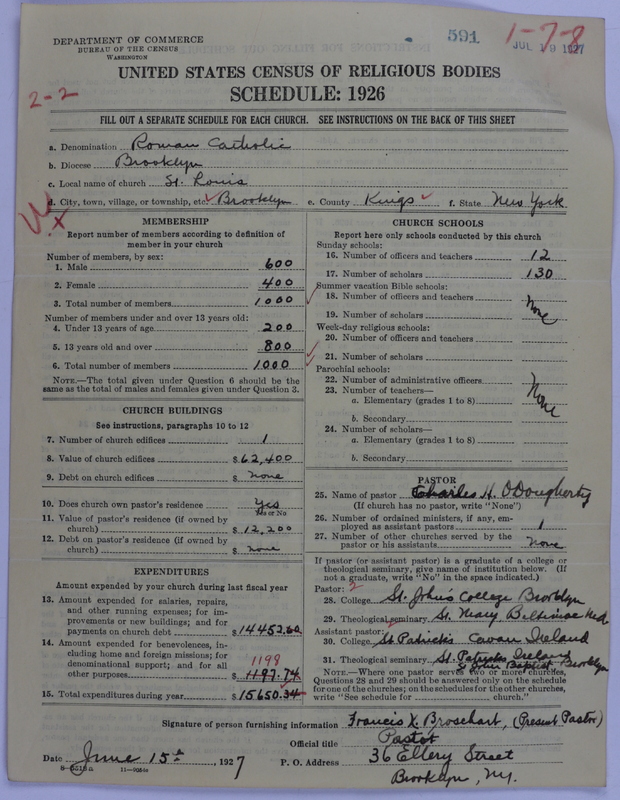 DEPARTMENT OF COMMERCE
BUREAU OF THE CENSUS
WASHINGTON
591
1-7-8
JUL 19 1927
UNITED STATES CENSUS OF RELIGIOUS BODIES
2-2
SCHEDULE: 1926
FILL OUT A SEPARATE SCHEDULE FOR EACH CHURCH. SEE INSTRUCTIONS ON THE BACK OF THIS SHEET
a. Denomination Roman Catholic
b. Diocese Brooklyn
c. Local name of church St. Louis
d. City, town, village, or township, etc. Brooklyn e. County Kings f. State New York
MEMBERSHIP
Report number of members according to definition of
member in your church
Number of members, by sex:
1. Male 600
2. Female 400
3. Total number of members 1000
Number of members under and over 13 years old:
4. Under 13 years of age 200
5. 13 years old and over 800
6. Total number of members 1000
NOTE.—The total given under Question 6 should be the
same as the total of males and females given under Question 3.
CHURCH BUILDINGS
See instructions, paragraphs 10 to 12
7. Number of church edifices 1
8. Value of church edifices $62,400
9. Debt on church edifices $ none
10. Does church own pastor's residence Yes
Yes or No
11. Value of pastor's residence (if owned by
church) $12,200
12. Debt on pastor's residence (if owned by
church) $ none
EXPENDITURES
Amount expended by your church during last fiscal year
13. Amount expended for salaries, repairs,
and other running expenses; for im-
provements or new buildings; and for
payments on church debt $14452.60
14. Amount expended for benevolences, in-
cluding home and foreign missions; for
denominational support; and for all
1198
other purposes $1197.74
15. Total expenditures during year $15650.34
CHURCH SCHOOLS
Report here only schools conducted by this church
Sunday schools:
16. Number of officers and teachers 12
17. Number of scholars 130
Summer vacation Bible schools:
18. Number of officers and teachers
None
19. Number of scholars
Week-day religious schools:
20. Number of officers and teachers
21. Number of scholars
Parochial schools:
22. Number of administrative officers
23. Number of teachers—
None
a. Elementary (grades 1 to 8)
b. Secondary
24. Number of scholars—
a. Elementary (grades 1 to 8)
b. Secondary
PASTOR
25. Name of pastor Charles H. O'Dougherty
(If church has no pastor, write "None")
26. Number of ordained ministers, if any, em-
ployed as assistant pastors 1
27. Number of other churches served by the
pastor or his assistants None
If pastor (or assistant pastor) is a graduate of a college or
theological seminary, give name of institution below. (If
not a graduate, write "No" in the space indicated.)
Pastor: 2
28. College St. John's College Brooklyn
29. Theological seminary St. Mary Baltimore Md
Assistant pastor:
30. College St Patrick's Cavan Ireland
31. Theological seminary St. Patricks Ireland
& John Baptist Brooklyn
NOTE.—Where one pastor serves two or more churches,
Questions 28 and 29 should be answered only on the schedule
for one of the churches; on the schedules for the other churches,
write "See schedule for church."
Signature of person furnishing information Francis X. Brosehart, (Present Pastor)
Official title Pastor
Date June 15th, 1927 P. O. Address 36 Ellery Street
Brooklyn, NY.